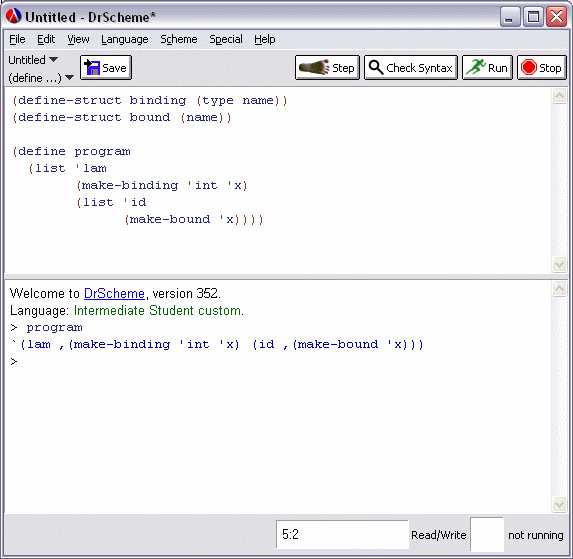 Untitled - DrScheme*
File Edit View Language Scheme Special Help
Untitled
(define ...)
Save
Step
Check Syntax
Run
Stop
(define-struct binding (type name))
(define-struct bound (name))
(define program
(list 'lam
(make-binding 'int 'x)
(list 'id
(make-bound 'x))))
Welcome to DrScheme, version 352.
Language: Intermediate Student custom.
> program
`(lam ,(make-binding 'int 'x) (id ,(make-bound 'x)))
>
5:2
Read/Write
not running